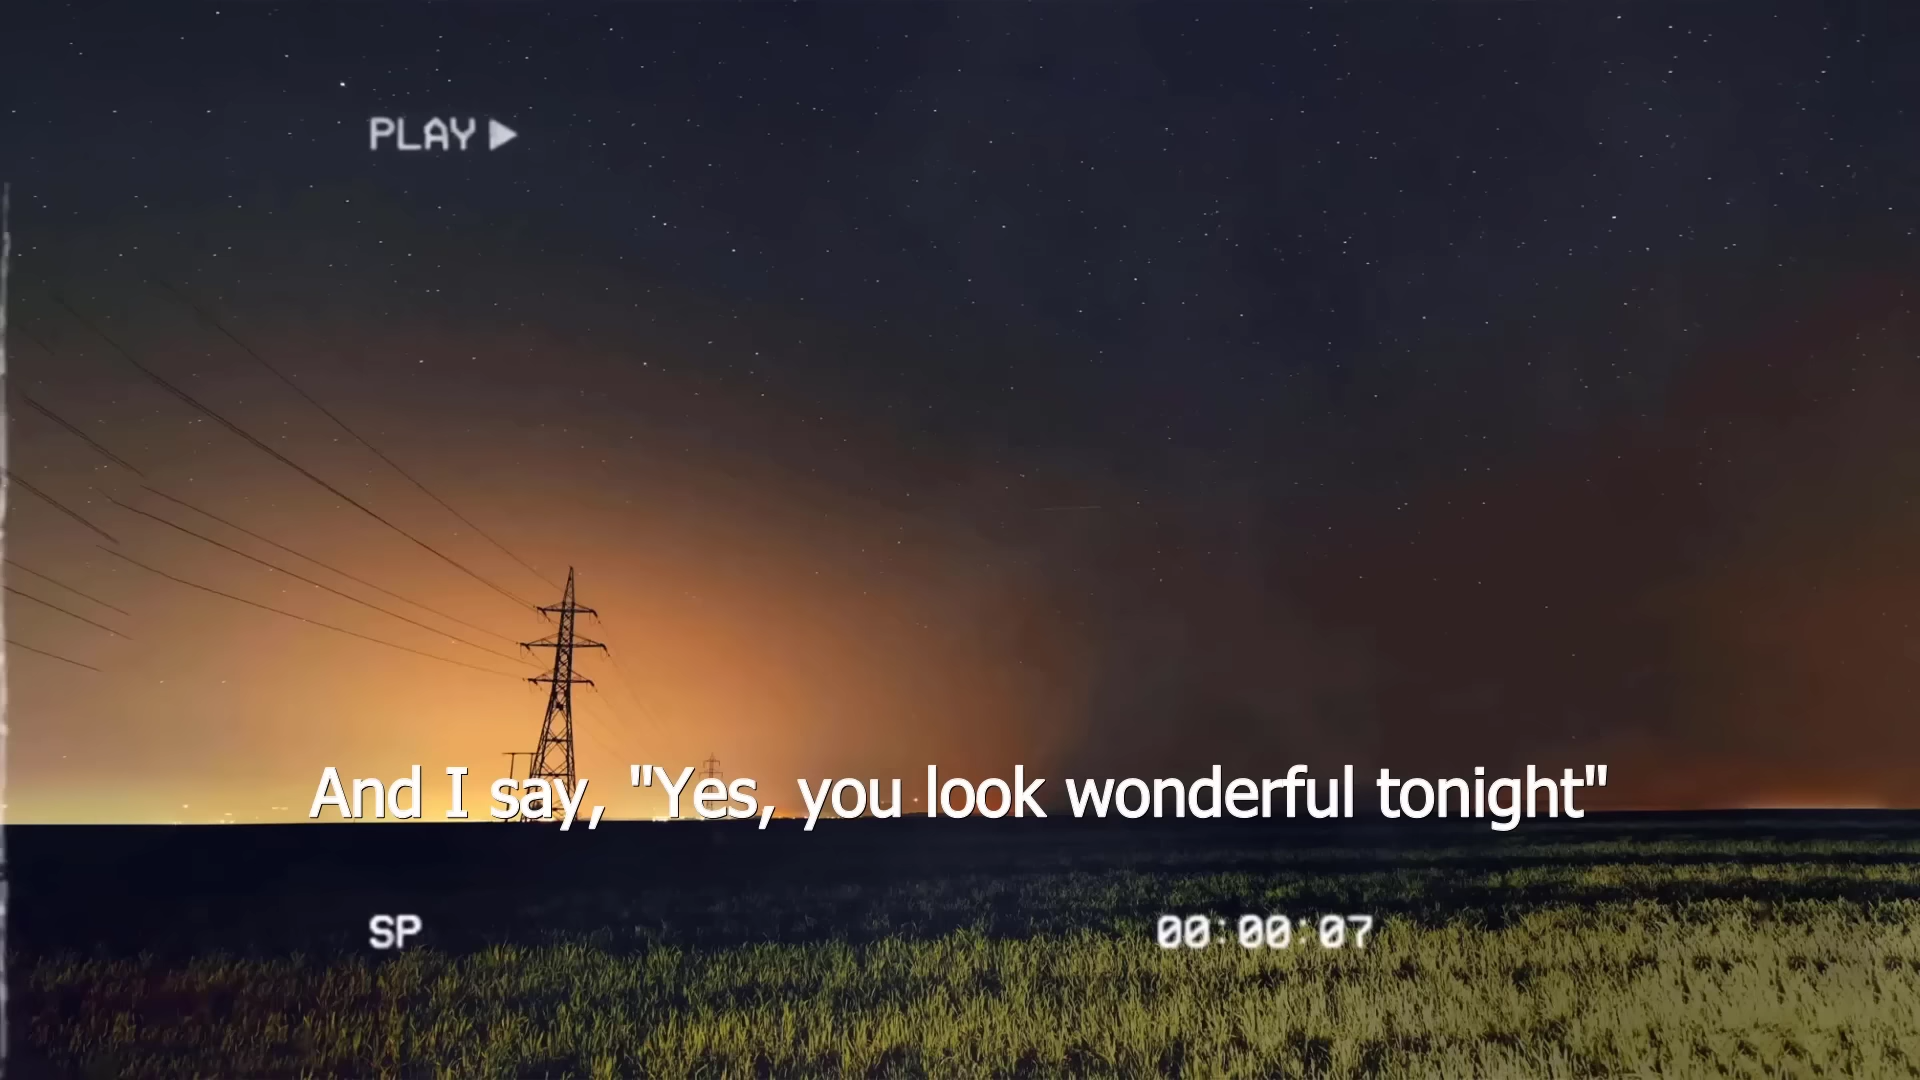 PLAY ▶
And I say, "Yes, you look wonderful tonight"
SP
00:00:07